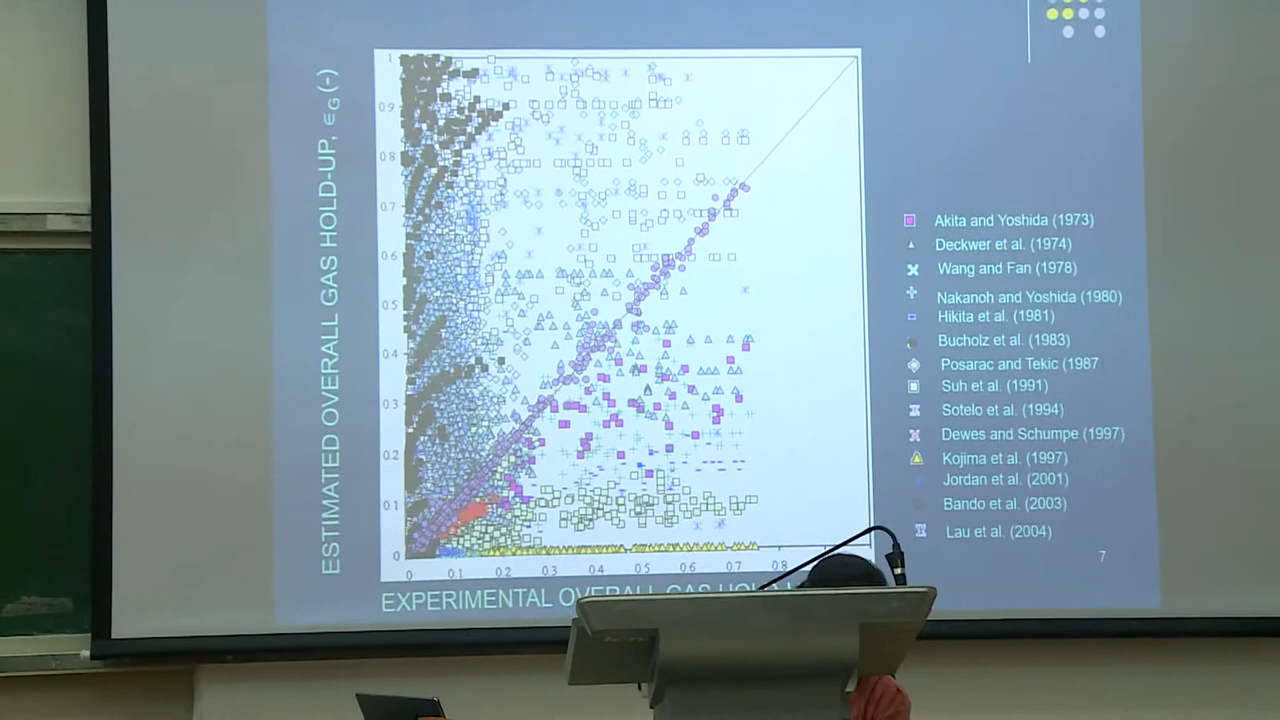 ESTIMATED OVERALL GAS HOLD-UP, ϵG (-)
1
0.9
0.8
0.7
0.6
0.5
0.4
0.3
0.2
0.1
0
0 0.1 0.2 0.3 0.4 0.5 0.6 0.7 0.8
EXPERIMENTAL OVERALL GAS HOLD
Akita and Yoshida (1973)
Deckwer et al. (1974)
Wang and Fan (1978)
Nakanoh and Yoshida (1980)
Hikita et al. (1981)
Bucholz et al. (1983)
Posarac and Tekic (1987
Suh et al. (1991)
Sotelo et al. (1994)
Dewes and Schumpe (1997)
Kojima et al. (1997)
Jordan et al. (2001)
Bando et al. (2003)
Lau et al. (2004)
7